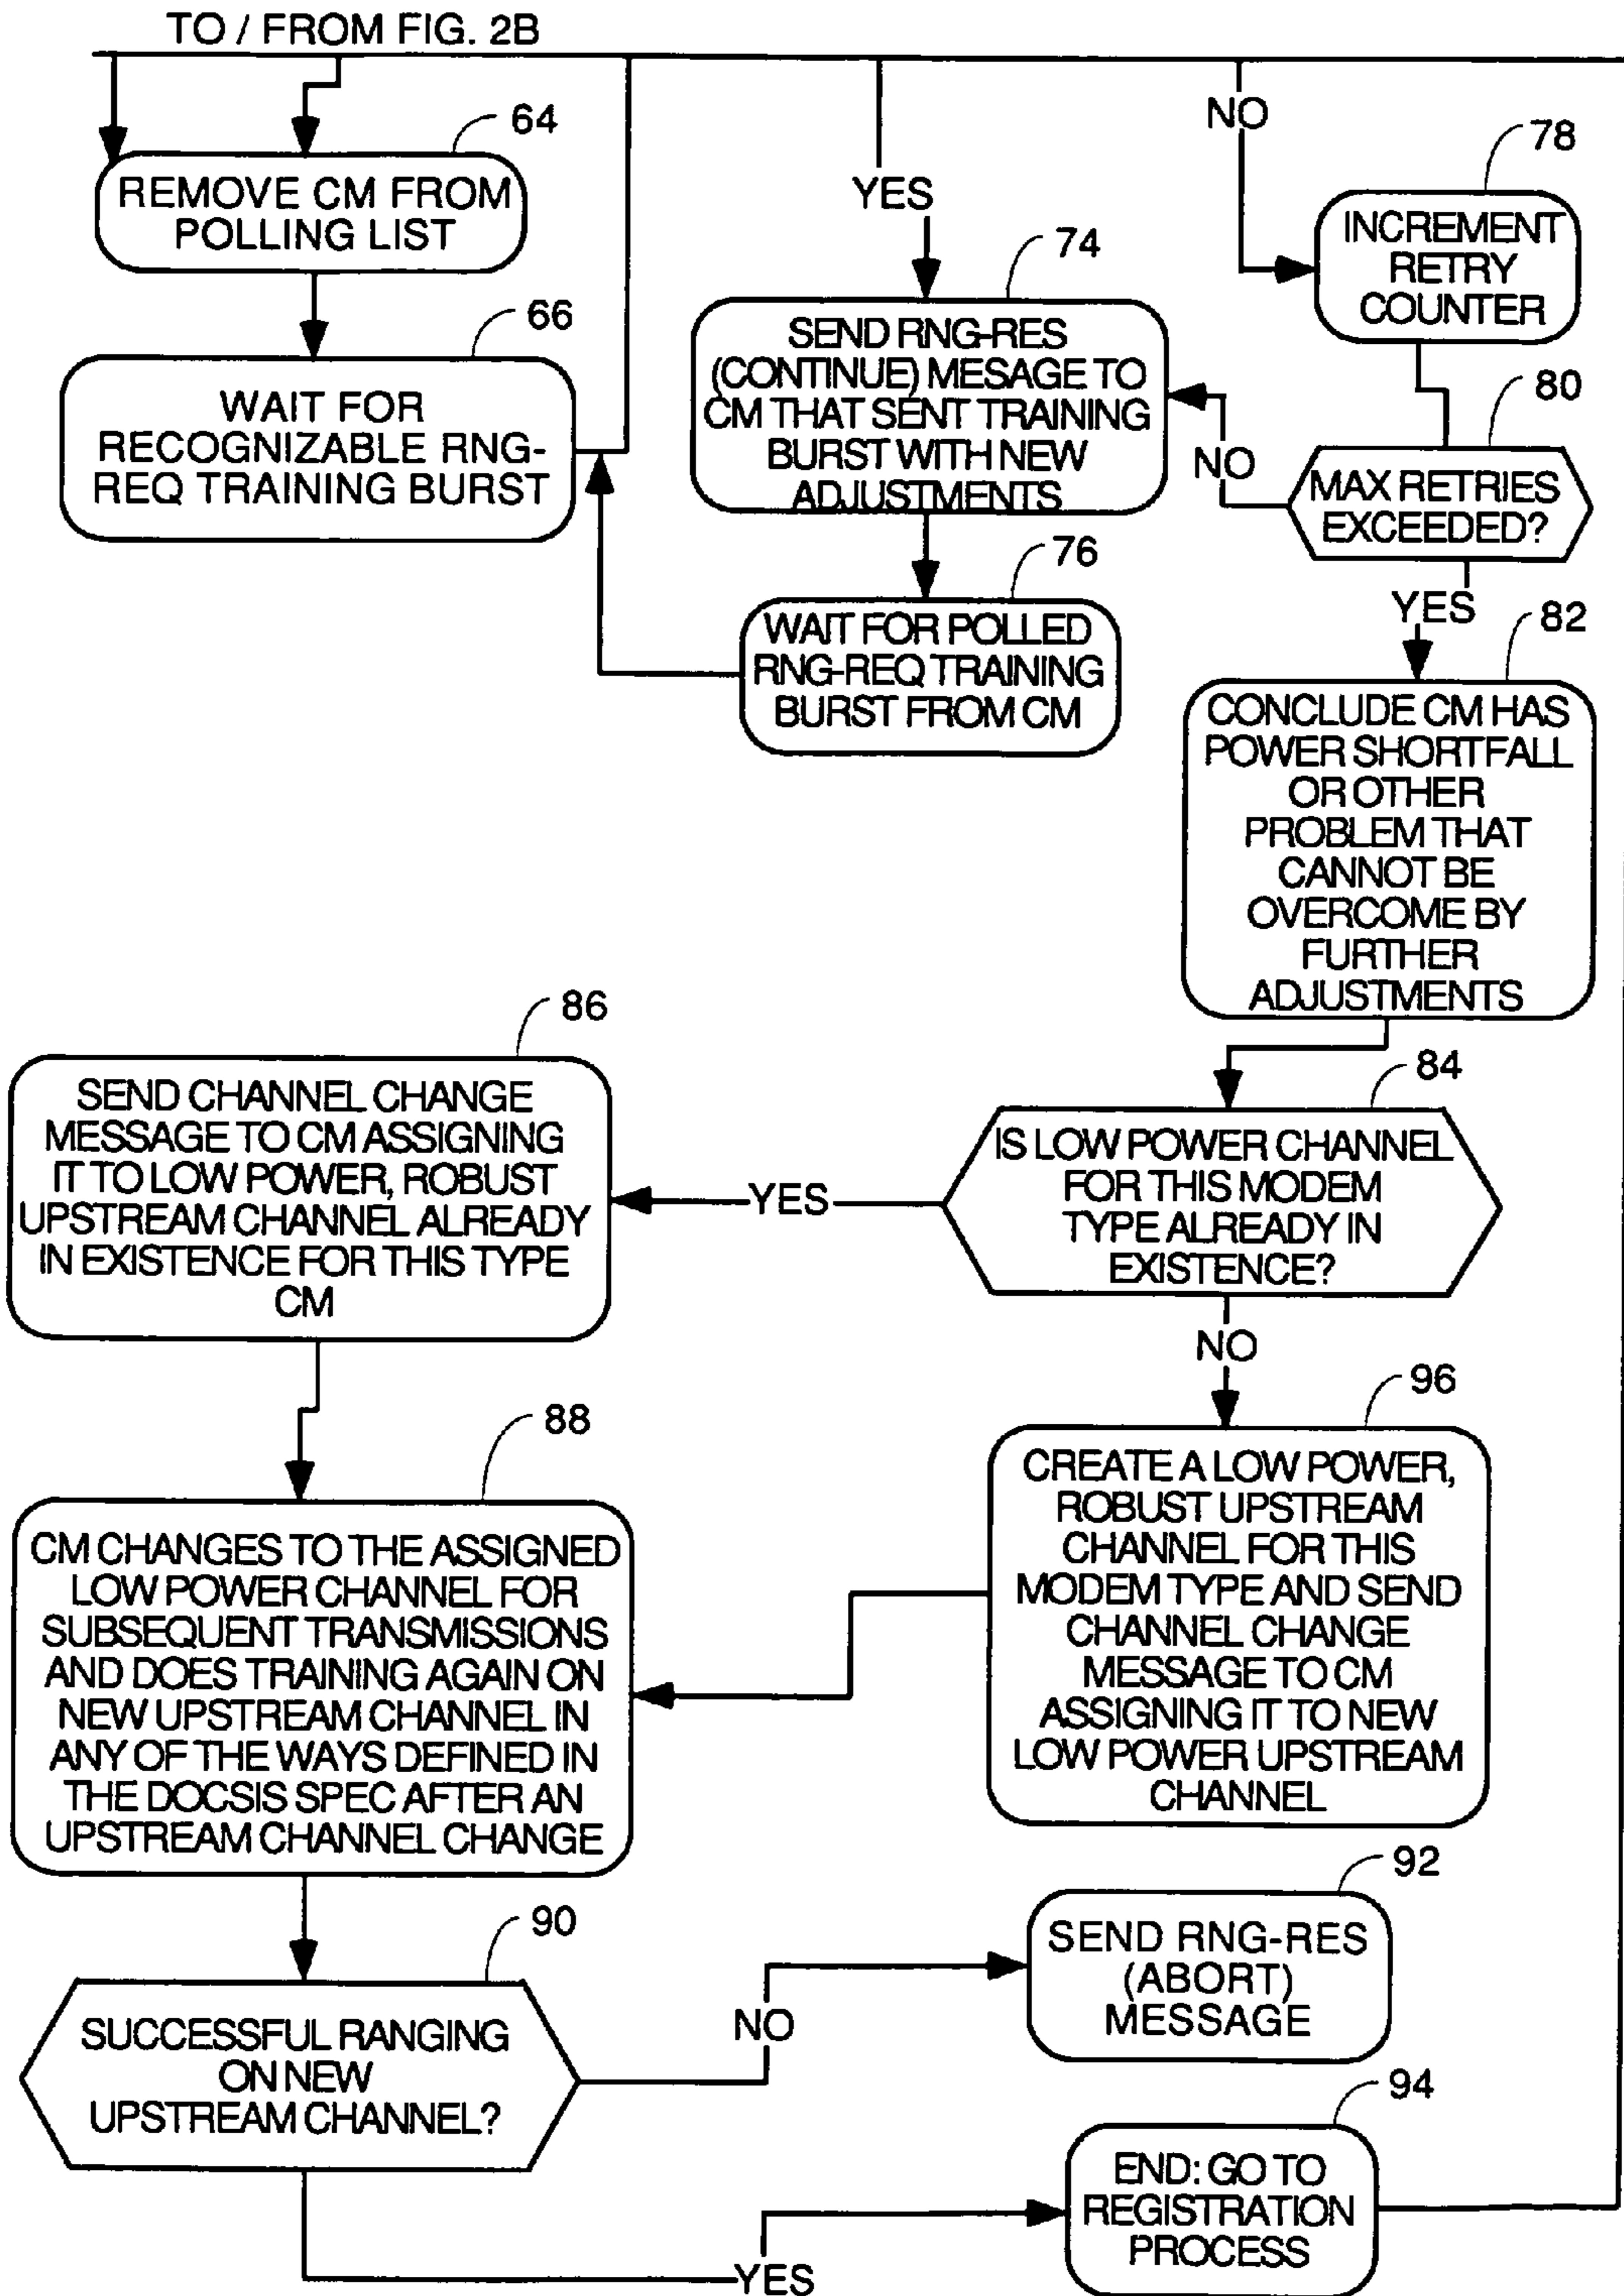 TO / FROM FIG. 2B
64
REMOVE CM FROM
POLLING LIST
66
WAIT FOR
RECOGNIZABLE RNG-
REQ TRAINING BURST
YES
74
SEND RNG-RES
(CONTINUE) MESAGE TO
CM THAT SENT TRAINING
BURST WITH NEW
ADJUSTMENTS
76
WAIT FOR POLLED
RNG-REQ TRAINING
BURST FROM CM
NO
78
INCREMENT
RETRY
COUNTER
80
MAX RETRIES
EXCEEDED?
NO
YES
82
CONCLUDE CM HAS
POWER SHORTFALL
OR OTHER
PROBLEM THAT
CANNOT BE
OVERCOME BY
FURTHER
ADJUSTMENTS
84
IS LOW POWER CHANNEL
FOR THIS MODEM
TYPE ALREADY IN
EXISTENCE?
YES
86
SEND CHANNEL CHANGE
MESSAGE TO CM ASSIGNING
IT TO LOW POWER, ROBUST
UPSTREAM CHANNEL ALREADY
IN EXISTENCE FOR THIS TYPE
CM
NO
96
CREATE A LOW POWER,
ROBUST UPSTREAM
CHANNEL FOR THIS
MODEM TYPE AND SEND
CHANNEL CHANGE
MESSAGE TO CM
ASSIGNING IT TO NEW
LOW POWER UPSTREAM
CHANNEL
88
CM CHANGES TO THE ASSIGNED
LOW POWER CHANNEL FOR
SUBSEQUENT TRANSMISSIONS
AND DOES TRAINING AGAIN ON
NEW UPSTREAM CHANNEL IN
ANY OF THE WAYS DEFINED IN
THE DOCSIS SPEC AFTER AN
UPSTREAM CHANNEL CHANGE
90
SUCCESSFUL RANGING
ON NEW
UPSTREAM CHANNEL?
NO
92
SEND RNG-RES
(ABORT)
MESSAGE
YES
94
END: GO TO
REGISTRATION
PROCESS